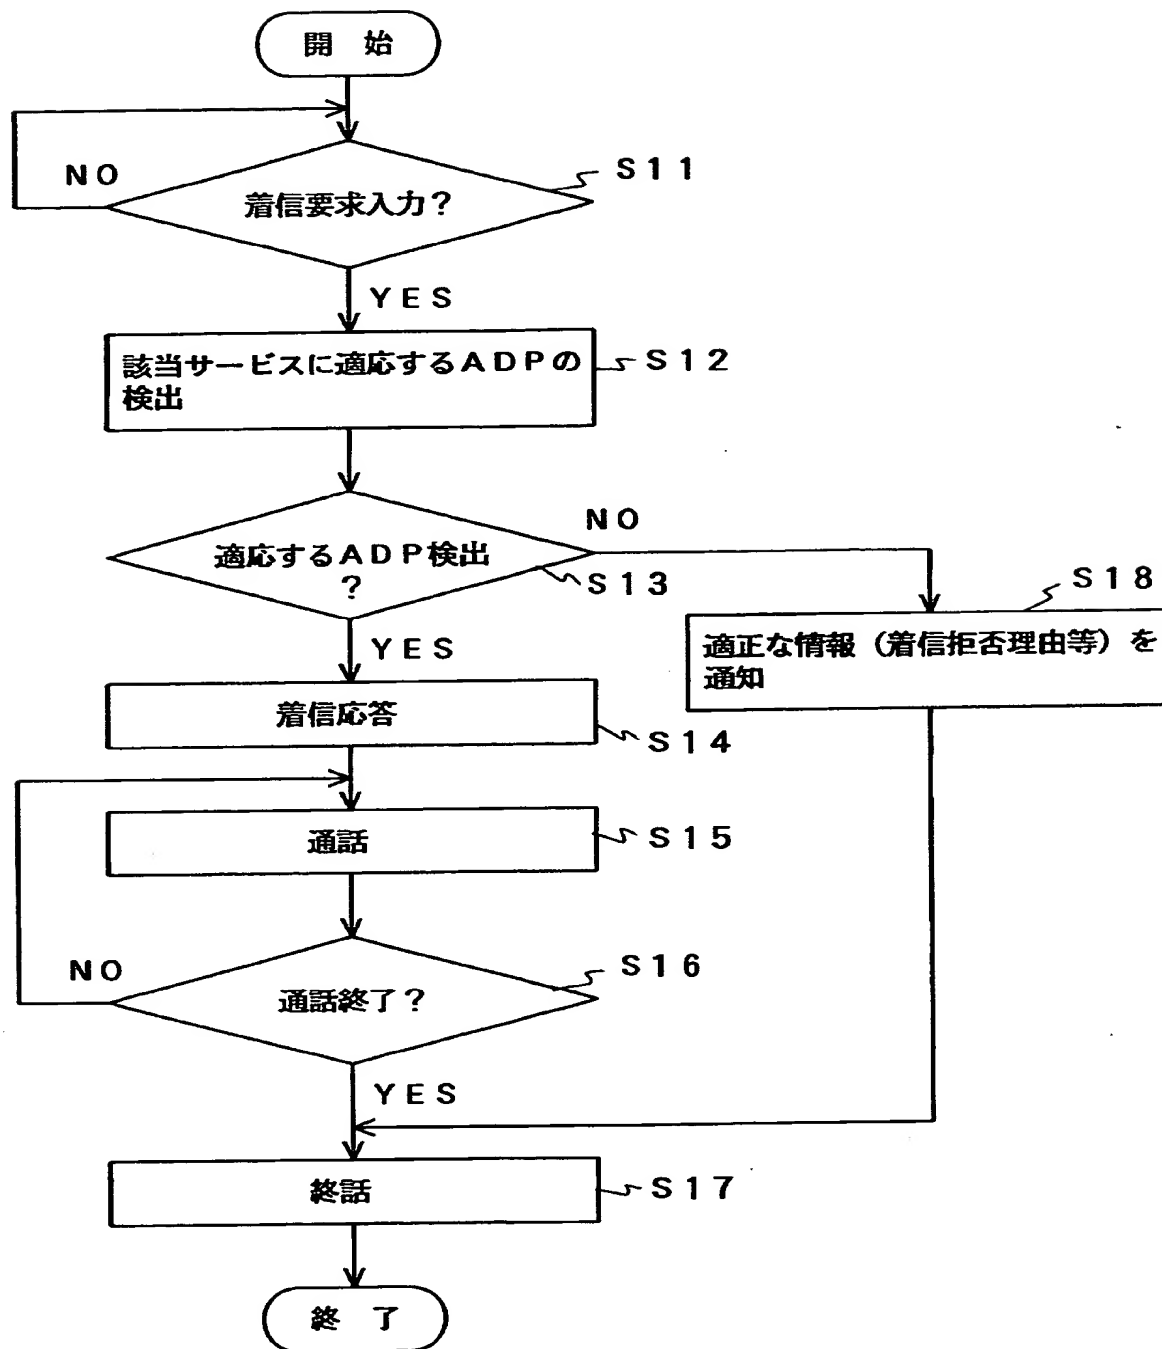 開 始
NO
着信要求入力?
S11
YES
該当サービスに適応するADPの
検出
S12
NO
適応するADP検出
?
S13
S18
適正な情報(着信拒否理由等)を
通知
YES
着信応答
S14
通話
S15
NO
通話終了?
S16
YES
終話
S17
終 了